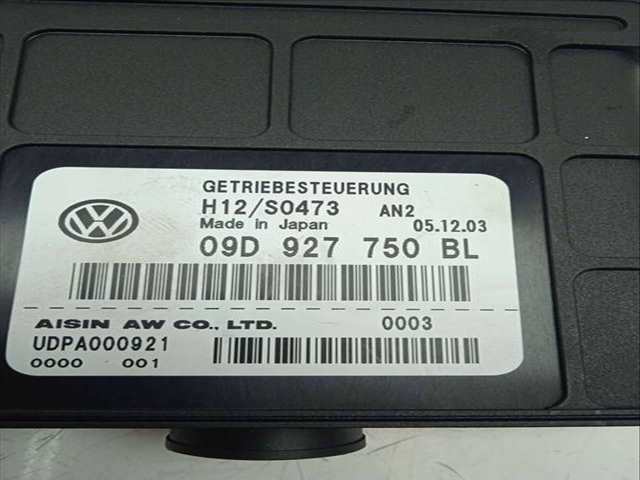 GETRIEBESTEUERUNG
H12/S0473 AN2
Made in Japan 05.12.03
09D 927 750 BL
AISIN AW CO., LTD. 0003
UDPA000921
0000 001